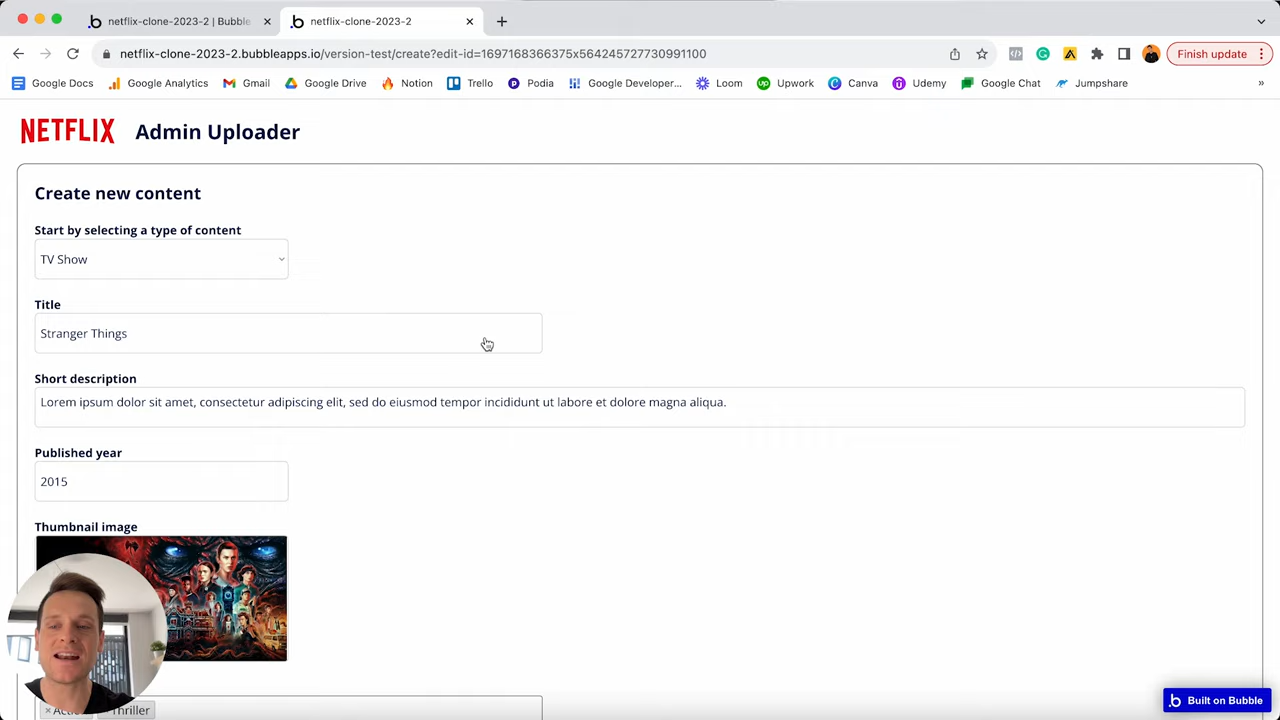 netflix-clone-2023-2 | Bubble
netflix-clone-2023-2
netflix-clone-2023-2.bubbleapps.io/version-test/create?edit-id=1697168366375x564245727730991100
Finish update
Google Docs
Google Analytics
Gmail
Google Drive
Notion
Trello
Podia
Google Developer...
Loom
Upwork
Canva
Udemy
Google Chat
Jumpshare
»
NETFLIX Admin Uploader
Create new content
Start by selecting a type of content
TV Show
Title
Stranger Things
Short description
Lorem ipsum dolor sit amet, consectetur adipiscing elit, sed do eiusmod tempor incididunt ut labore et dolore magna aliqua.
Published year
2015
Thumbnail image
Thriller
Built on Bubble